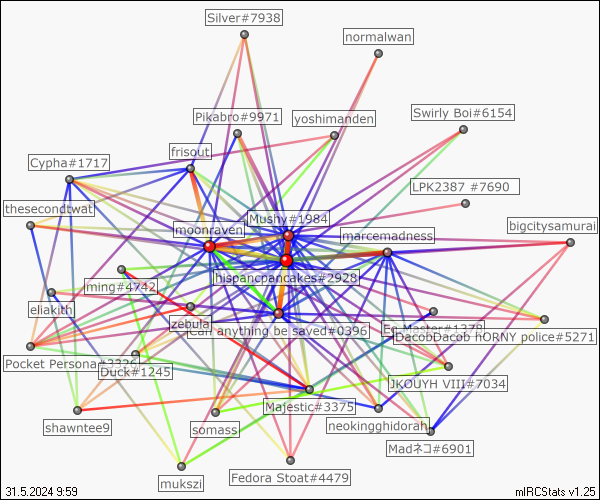 Silver#7938
normalwan
Pikabro#9971
yoshimanden
Swirly Boi#6154
frisout
Cypha#1717
LPK2387 #7690
thesecondtwat
Mushy#1984
moonraven
marcemadness
bigcitysamurai
hispancpancakes#2928
ming#4742
eliakith
zebula
Can anything be saved#0396
Eg Master#1378
DacobDacob hORNY police#5271
Pocket Persona#3326
Duck#1245
JKOUYH VIII#7034
Majestic#3375
shawntee9
somass
neokingghidorah
Madネコ#6901
mukszi
Fedora Stoat#4479
31.5.2024 9:59
mIRCStats v1.25